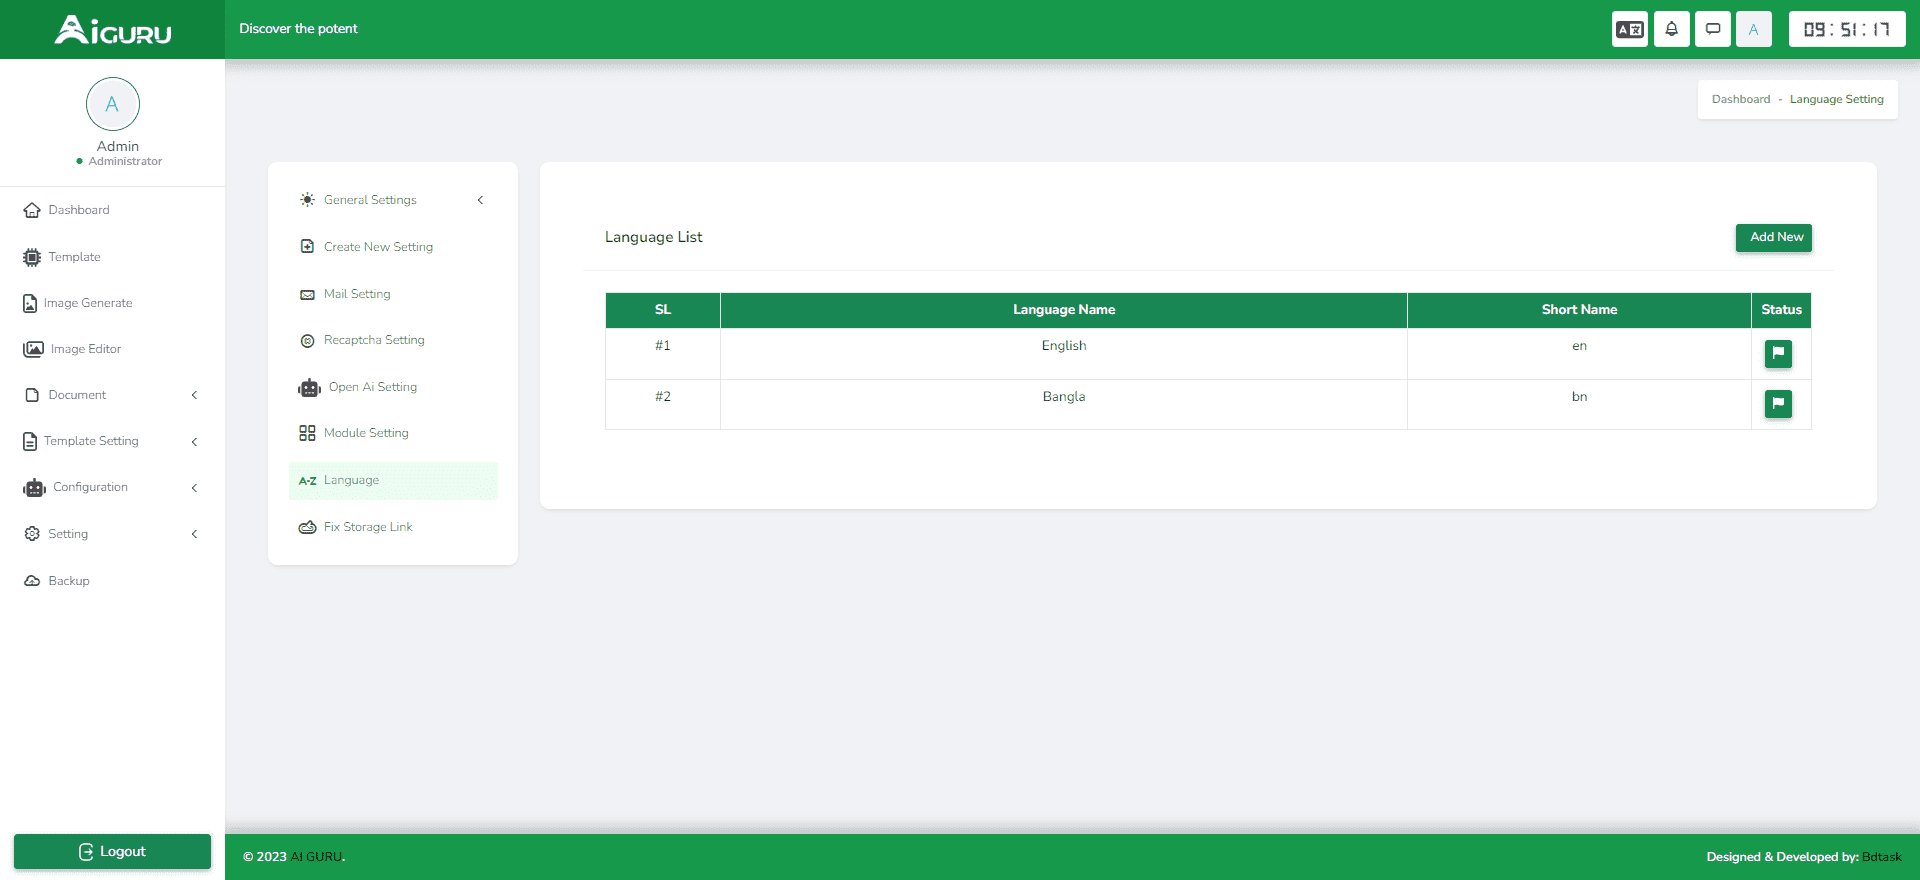 AiGURU
Discover the potent
A
09:51:17
Dashboard - Language Setting
A
Admin
Administrator
Dashboard
Template
Image Generate
Image Editor
Document
Template Setting
Configuration
Setting
Backup
Logout
General Settings
Create New Setting
Mail Setting
Recaptcha Setting
Open Ai Setting
Module Setting
A-Z Language
Fix Storage Link
Language List
Add New
SL Language Name Short Name Status
#1 English en
#2 Bangla bn
© 2023 AI GURU.
Designed & Developed by: Bdtask